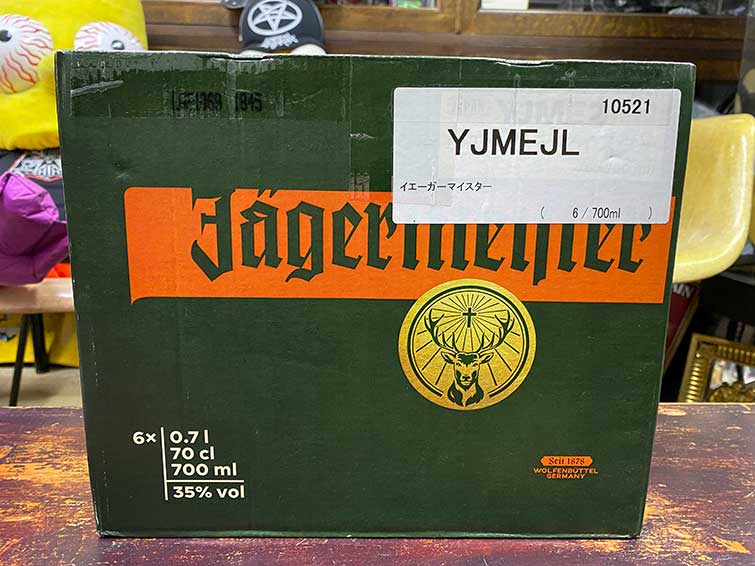 10521
YJMEJL
イエーガーマイスター
( 6 / 700ml )
Jägermeister
6x
0.7 l
70 cl
700 ml
35% vol
Seit 1878
WOLFENBÜTTEL
GERMANY